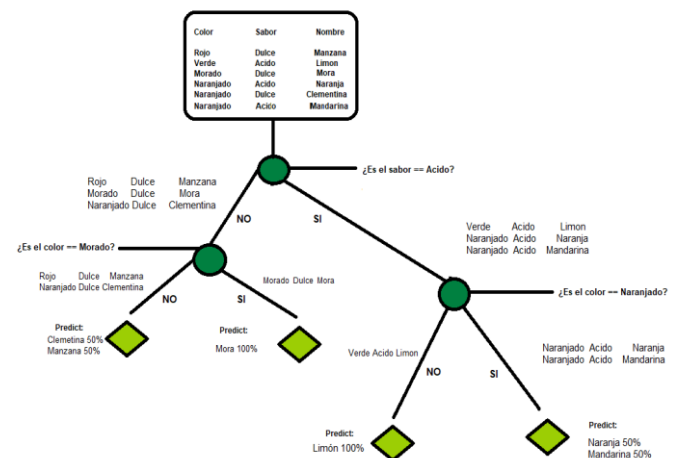 Color Sabor Nombre
Rojo Dulce Manzana
Verde Acido Limon
Morado Dulce Mora
Naranjado Acido Naranja
Naranjado Dulce Clementina
Naranjado Acido Mandarina
¿Es el sabor == Acido?
Rojo Dulce Manzana
Morado Dulce Mora
Naranjado Dulce Clementina
NO
SI
Verde Acido Limon
Naranjado Acido Naranja
Naranjado Acido Mandarina
¿Es el color == Morado?
Rojo Dulce Manzana
Naranjado Dulce Clementina
NO
SI
Morado Dulce Mora
¿Es el color == Naranjado?
Predict:
Clemetina 50%
Manzana 50%
Predict:
Mora 100%
Verde Acido Limon
NO
SI
Naranjado Acido Naranja
Naranjado Acido Mandarina
Predict:
Limón 100%
Predict:
Naranja 50%
Mandarina 50%